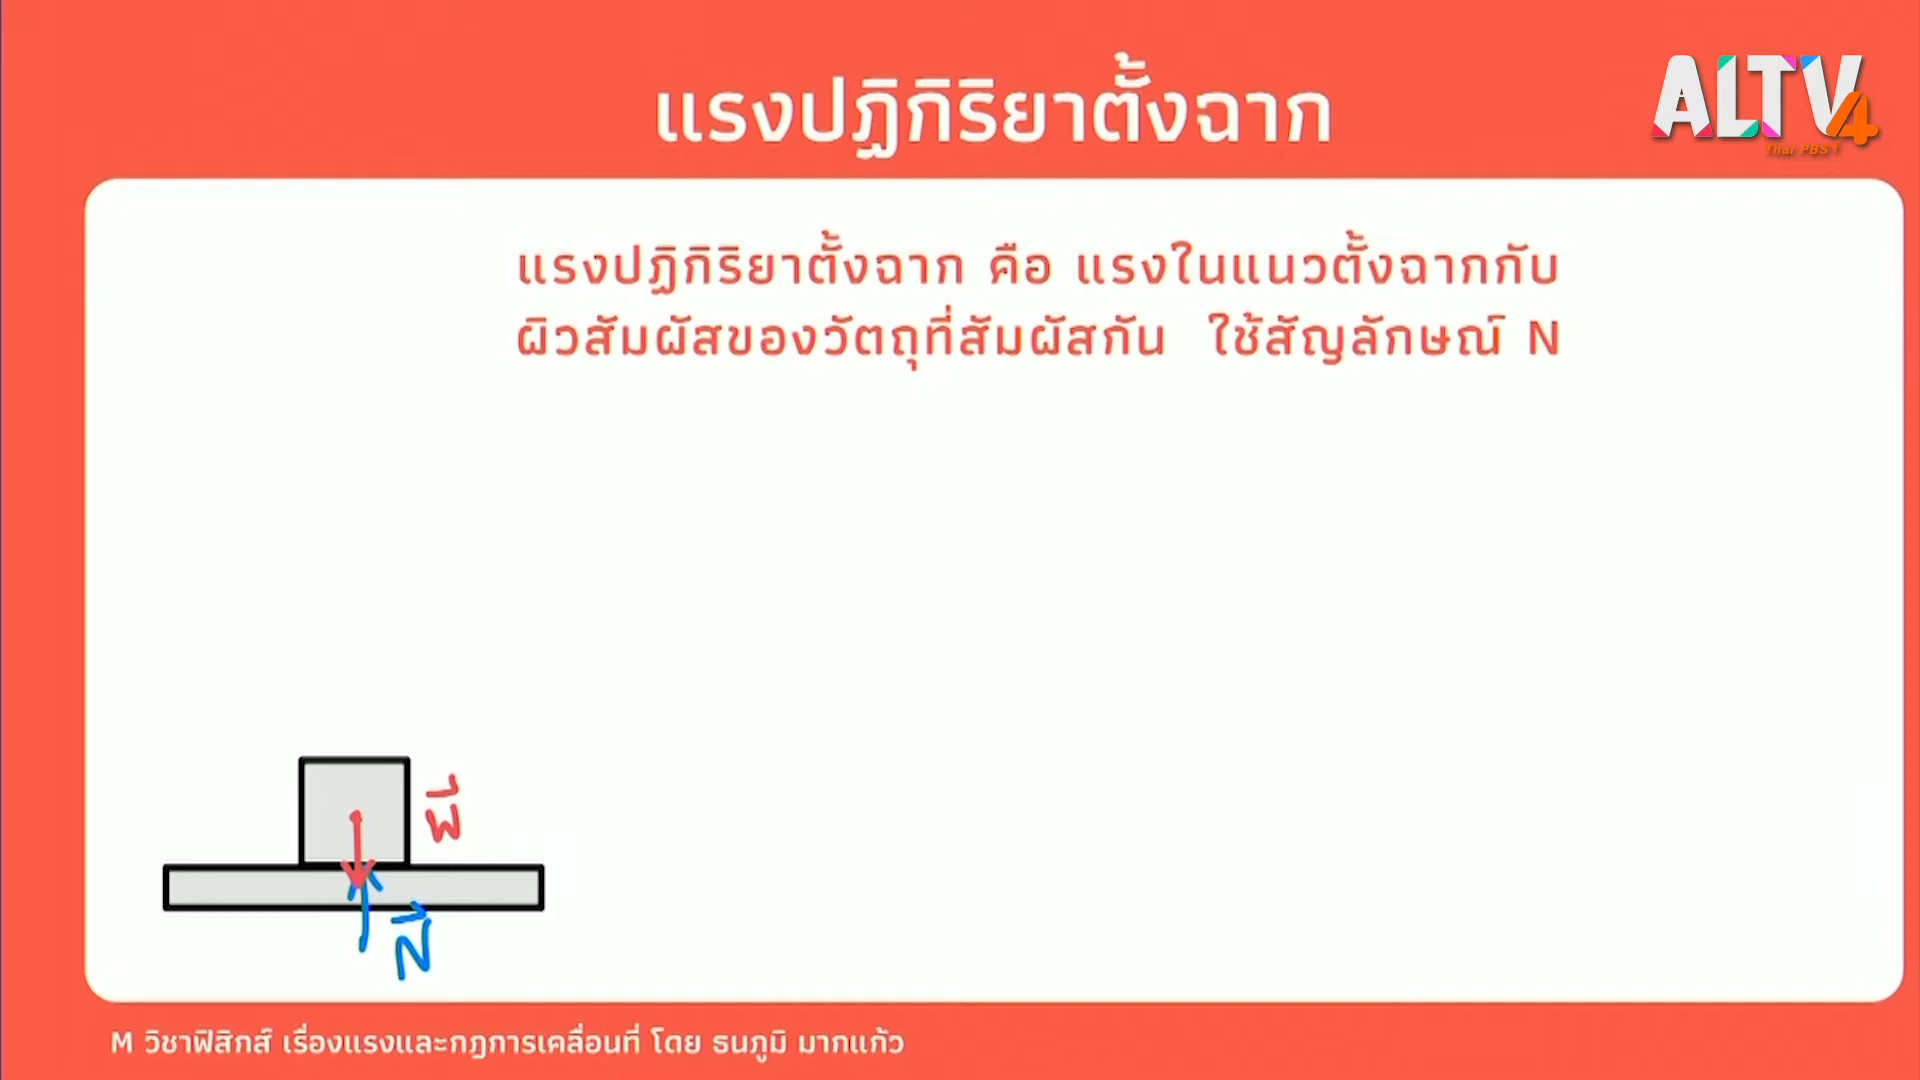 แรงปฏิกิริยาตั้งฉาก
ALTV4
Thai PBS
แรงปฏิกิริยาตั้งฉาก คือ แรงในแนวตั้งฉากกับ
ผิวสัมผัสของวัตถุที่สัมผัสกัน ใช้สัญลักษณ์ N
W
N
M วิชาฟิสิกส์ เรื่องแรงและกฎการเคลื่อนที่ โดย ธนภูมิ มากแก้ว